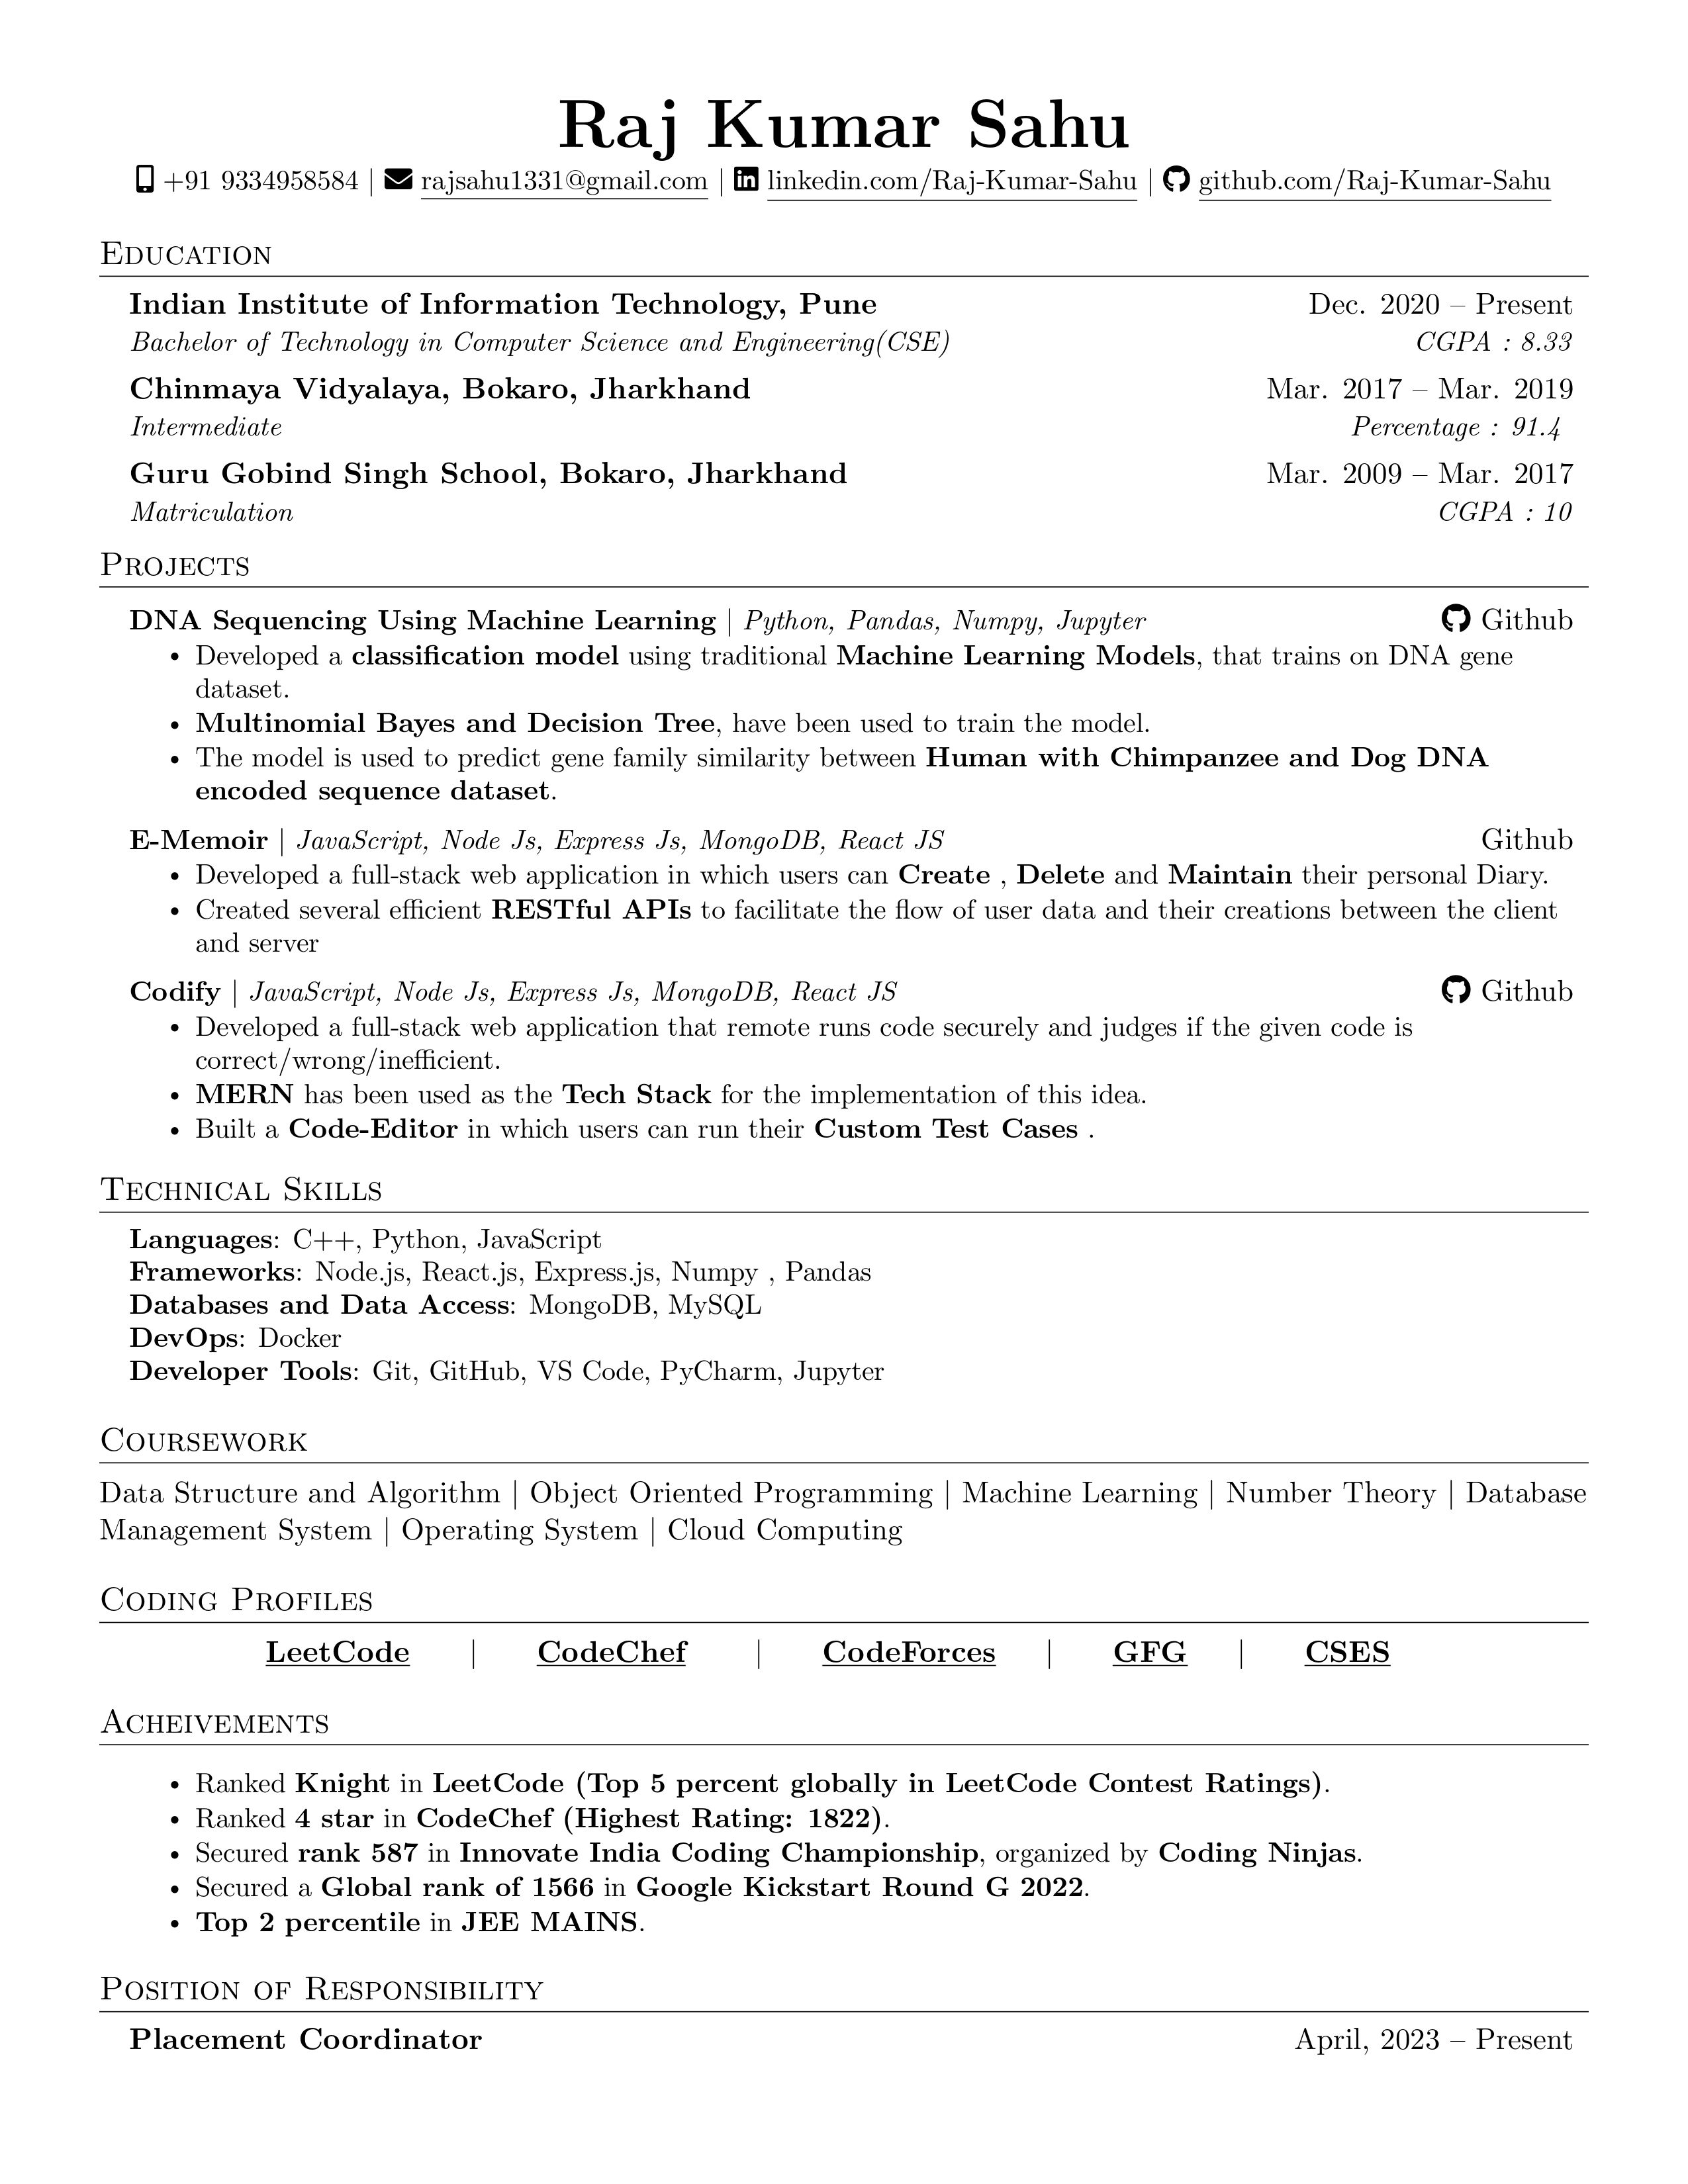 Raj Kumar Sahu
+91 9334958584 | rajsahu1331@gmail.com | linkedin.com/Raj-Kumar-Sahu | github.com/Raj-Kumar-Sahu
Education
Indian Institute of Information Technology, Pune Dec. 2020 – Present
Bachelor of Technology in Computer Science and Engineering(CSE) CGPA : 8.33
Chinmaya Vidyalaya, Bokaro, Jharkhand Mar. 2017 – Mar. 2019
Intermediate Percentage : 91.4
Guru Gobind Singh School, Bokaro, Jharkhand Mar. 2009 – Mar. 2017
Matriculation CGPA : 10
Projects
DNA Sequencing Using Machine Learning | Python, Pandas, Numpy, Jupyter Github
• Developed a classification model using traditional Machine Learning Models, that trains on DNA gene
dataset.
• Multinomial Bayes and Decision Tree, have been used to train the model.
• The model is used to predict gene family similarity between Human with Chimpanzee and Dog DNA
encoded sequence dataset.
E-Memoir | JavaScript, Node Js, Express Js, MongoDB, React JS Github
• Developed a full-stack web application in which users can Create , Delete and Maintain their personal Diary.
• Created several efficient RESTful APIs to facilitate the flow of user data and their creations between the client
and server
Codify | JavaScript, Node Js, Express Js, MongoDB, React JS Github
• Developed a full-stack web application that remote runs code securely and judges if the given code is
correct/wrong/inefficient.
• MERN has been used as the Tech Stack for the implementation of this idea.
• Built a Code-Editor in which users can run their Custom Test Cases .
Technical Skills
Languages: C++, Python, JavaScript
Frameworks: Node.js, React.js, Express.js, Numpy , Pandas
Databases and Data Access: MongoDB, MySQL
DevOps: Docker
Developer Tools: Git, GitHub, VS Code, PyCharm, Jupyter
Coursework
Data Structure and Algorithm | Object Oriented Programming | Machine Learning | Number Theory | Database
Management System | Operating System | Cloud Computing
Coding Profiles
LeetCode | CodeChef | CodeForces | GFG | CSES
Acheivements
• Ranked Knight in LeetCode (Top 5 percent globally in LeetCode Contest Ratings).
• Ranked 4 star in CodeChef (Highest Rating: 1822).
• Secured rank 587 in Innovate India Coding Championship, organized by Coding Ninjas.
• Secured a Global rank of 1566 in Google Kickstart Round G 2022.
• Top 2 percentile in JEE MAINS.
Position of Responsibility
Placement Coordinator April, 2023 – Present